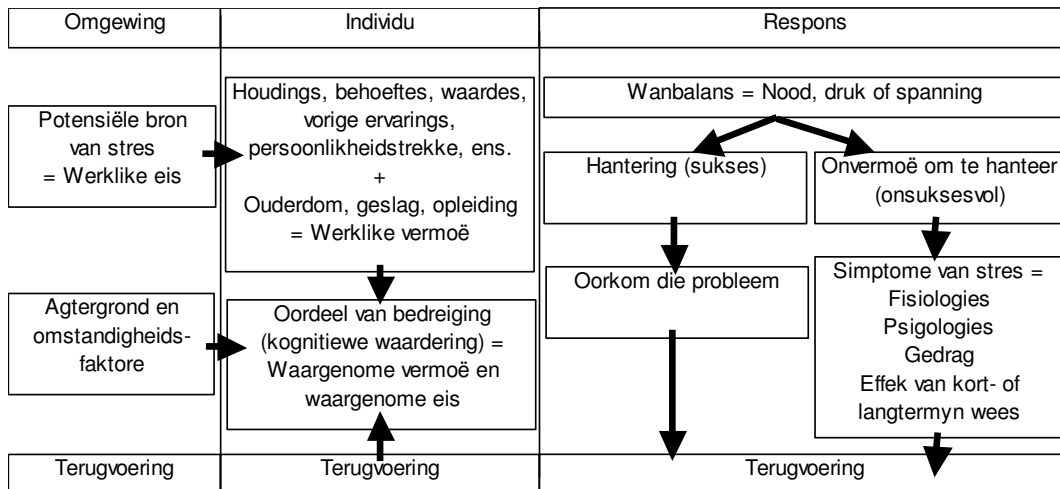 Omgewing
Individu
Respons
Potensiële bron
van stres
= Werklike eis
Houdings, behoeftes, waardes,
vorige ervarings,
persoonlikheidstrekke, ens.
+
Ouderdom, geslag, opleiding
= Werklike vermoë
Wanbalans = Nood, druk of spanning
Hantering (sukses)
Onvermoë om te hanteer
(onsuksesvol)
Agtergrond en
omstandigheids-
faktore
Oordeel van bedreiging
(kognitiewe waardering) =
Waargenome vermoë en
waargenome eis
Oorkom die probleem
Simptome van stres =
Fisiologies
Psigologies
Gedrag
Effek van kort- of
langtermyn wees
Terugvoering
Terugvoering
Terugvoering